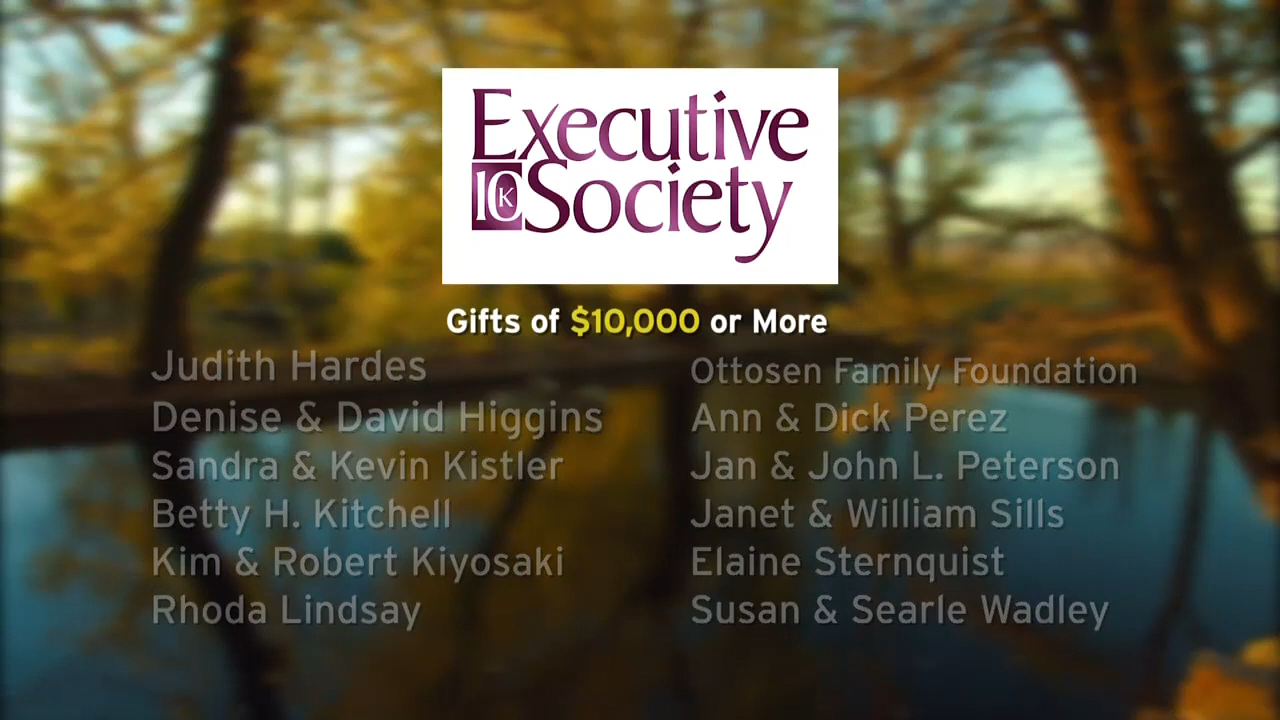 Executive
10K Society
Gifts of $10,000 or More
Judith Hardes
Denise & David Higgins
Sandra & Kevin Kistler
Betty H. Kitchell
Kim & Robert Kiyosaki
Rhoda Lindsay
Ottosen Family Foundation
Ann & Dick Perez
Jan & John L. Peterson
Janet & William Sills
Elaine Sternquist
Susan & Searle Wadley